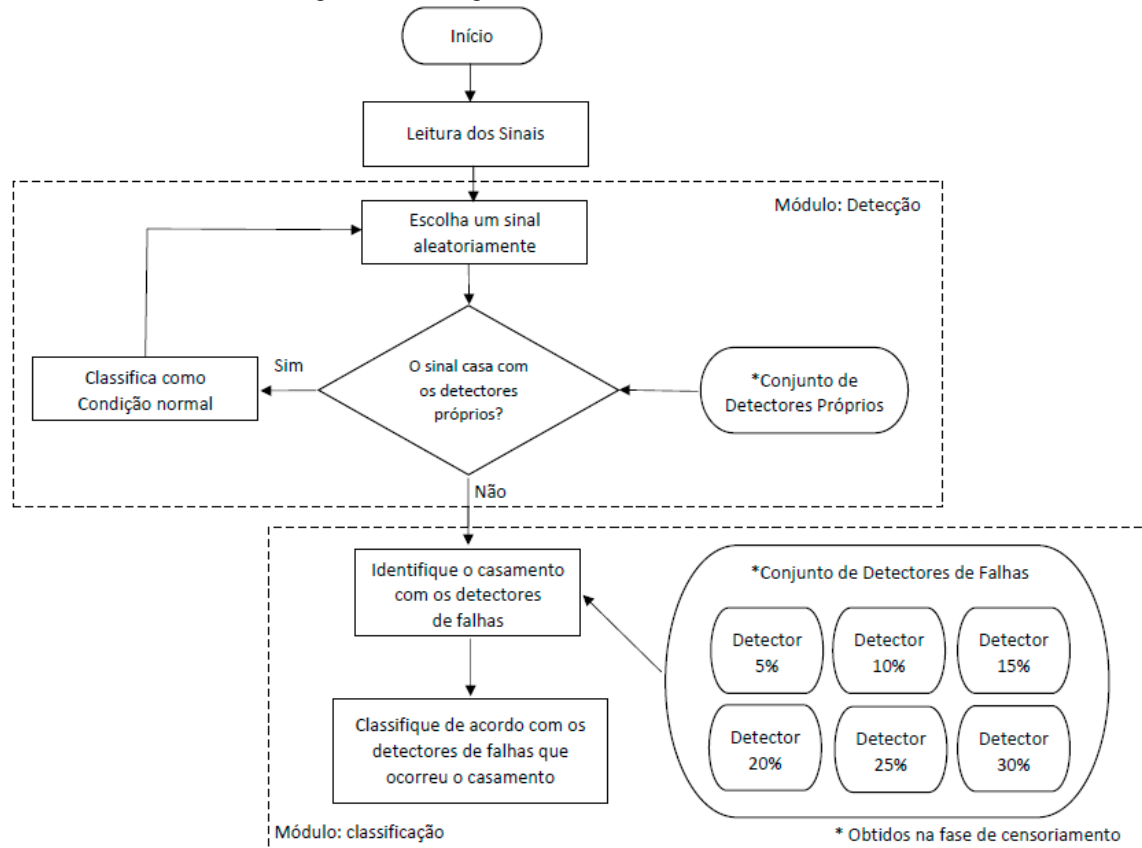 Início
Leitura dos Sinais
Módulo: Detecção
Escolha um sinal
aleatoriamente
O sinal casa com
os detectores
próprios?
Sim
Classifica como
Condição normal
*Conjunto de
Detectores Próprios
Não
Identifique o casamento
com os detectores
de falhas
*Conjunto de Detectores de Falhas
Detector
5%
Detector
10%
Detector
15%
Detector
20%
Detector
25%
Detector
30%
Classifique de acordo com os
detectores de falhas que
ocorreu o casamento
Módulo: classificação
* Obtidos na fase de censoriamento